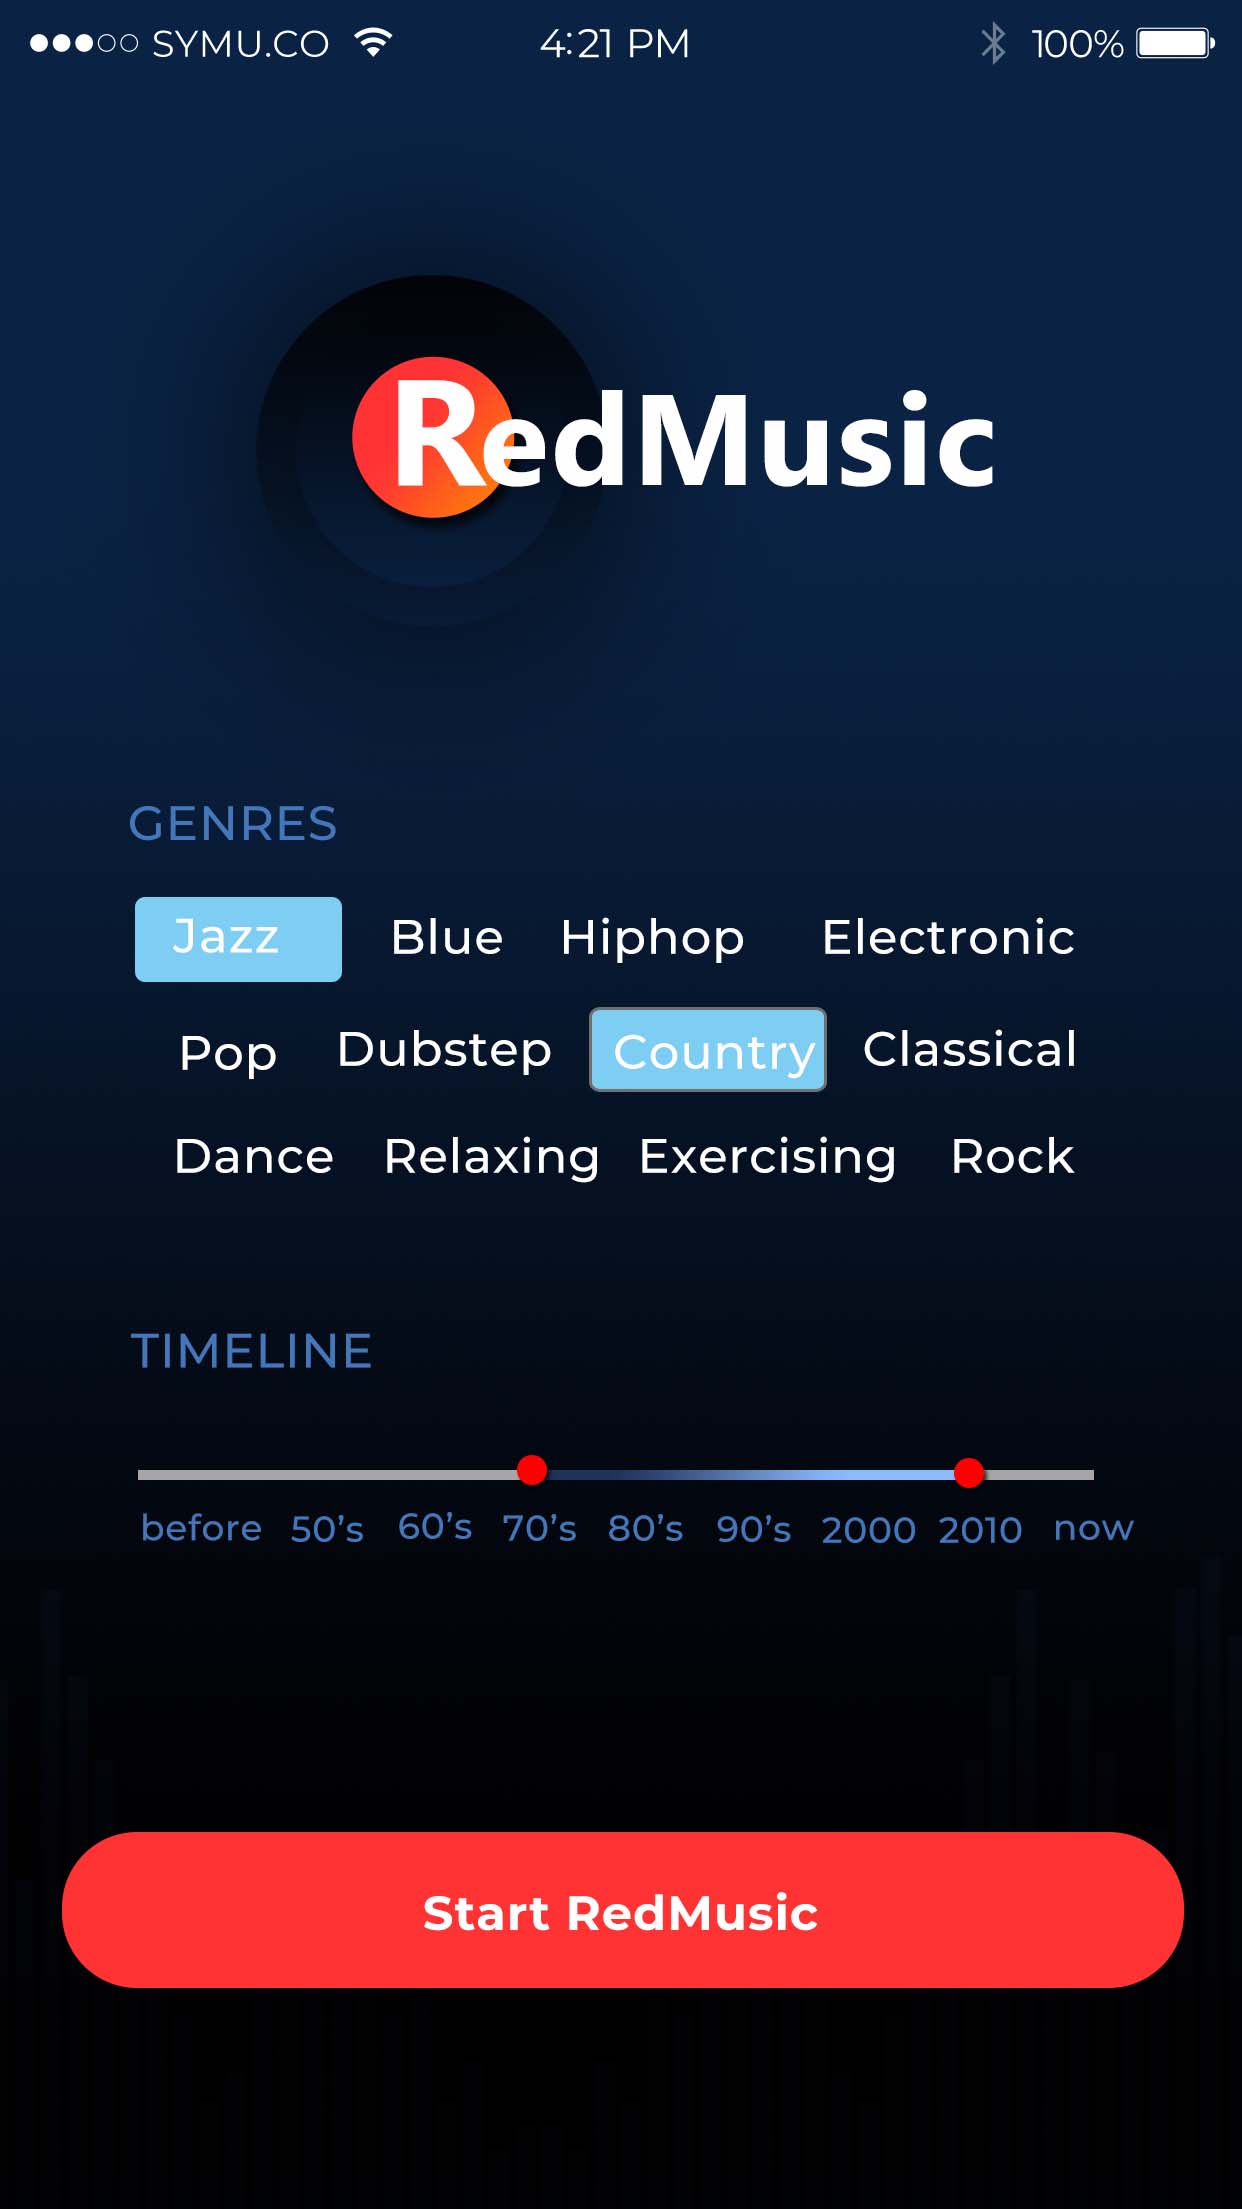 SYMU.CO 4:21 PM 100%
RedMusic
GENRES
Jazz Blue Hiphop Electronic
Pop Dubstep Country Classical
Dance Relaxing Exercising Rock
TIMELINE
before 50's 60's 70's 80's 90's 2000 2010 now
Start RedMusic